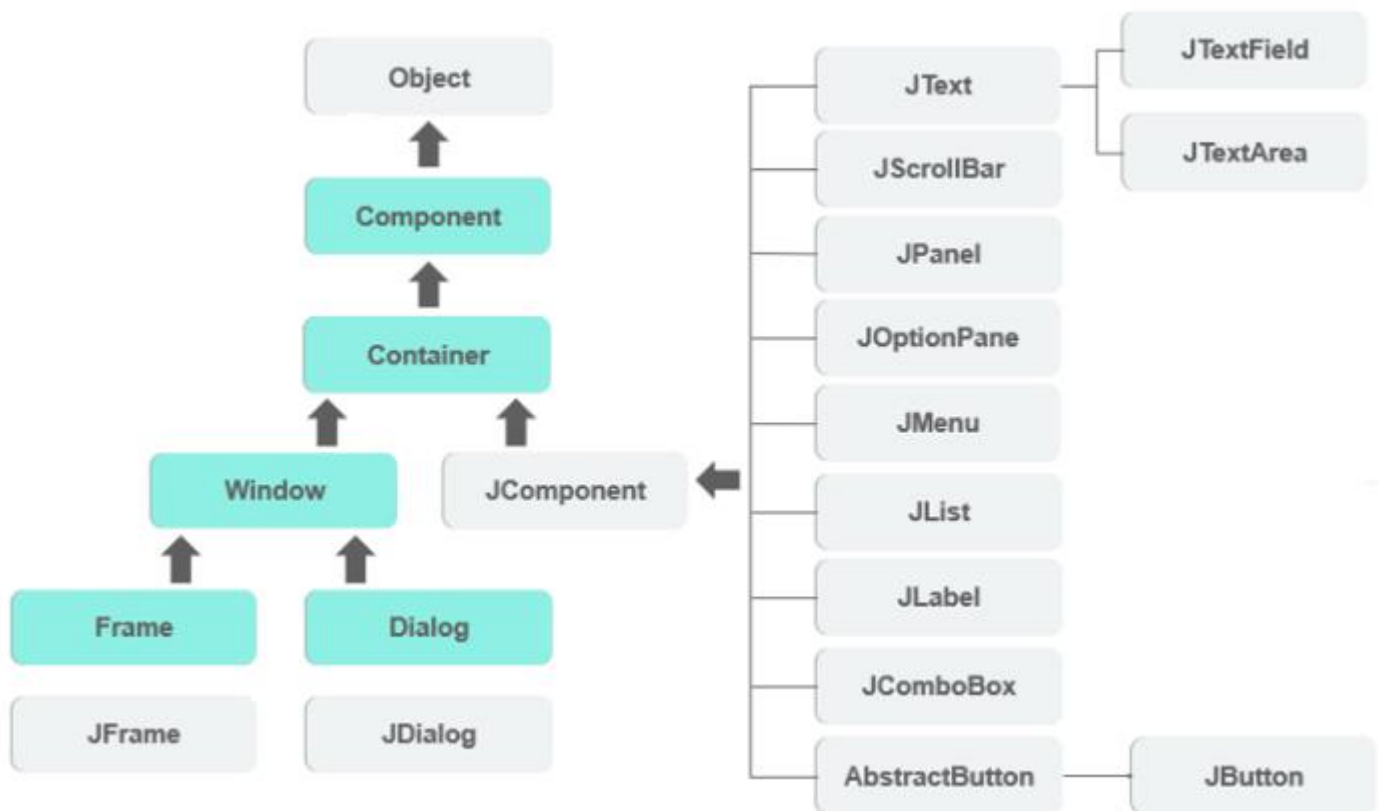 Object
Component
Container
Window
JComponent
Frame
Dialog
JFrame
JDialog
JText
JScrollBar
JPanel
JOptionPane
JMenu
JList
JLabel
JComboBox
AbstractButton
JTextField
JTextArea
JButton